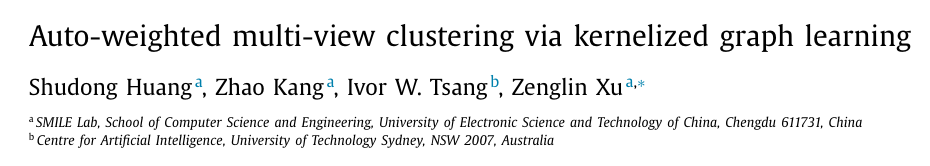 Auto-weighted multi-view clustering via kernelized graph learning
Shudong Huang a, Zhao Kang a, Ivor W. Tsang b, Zenglin Xu a,*
a SMILE Lab, School of Computer Science and Engineering, University of Electronic Science and Technology of China, Chengdu 611731, China
b Centre for Artificial Intelligence, University of Technology Sydney, NSW 2007, Australia